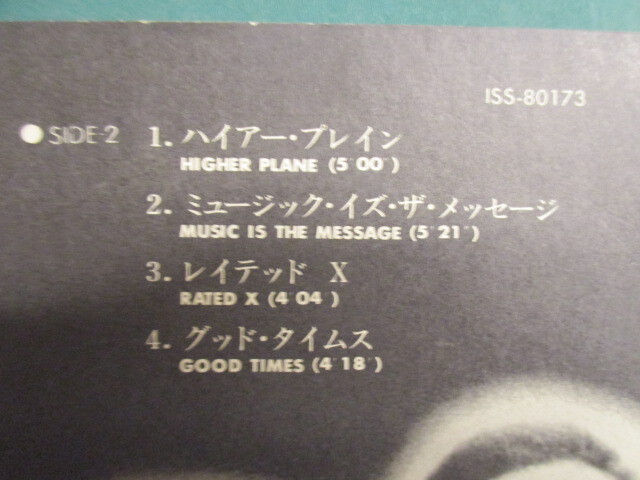 ISS-80173
SIDE-2 1. ハイアー・プレイン
HIGHER PLANE (5′00″)
2. ミュージック・イズ・ザ・メッセージ
MUSIC IS THE MESSAGE (5′21″)
3. レイテッド X
RATED X (4′04″)
4. グッド・タイムス
GOOD TIMES (4′18″)